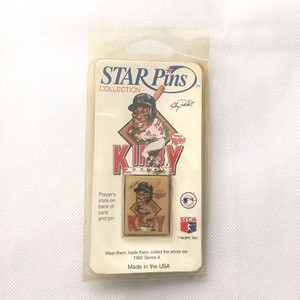 STAR Pins
COLLECTION
KIRBY
Player's
stats on
back of
card
and pin
Wear them, trade them, collect the whole set
1992 Series A
Made in the USA